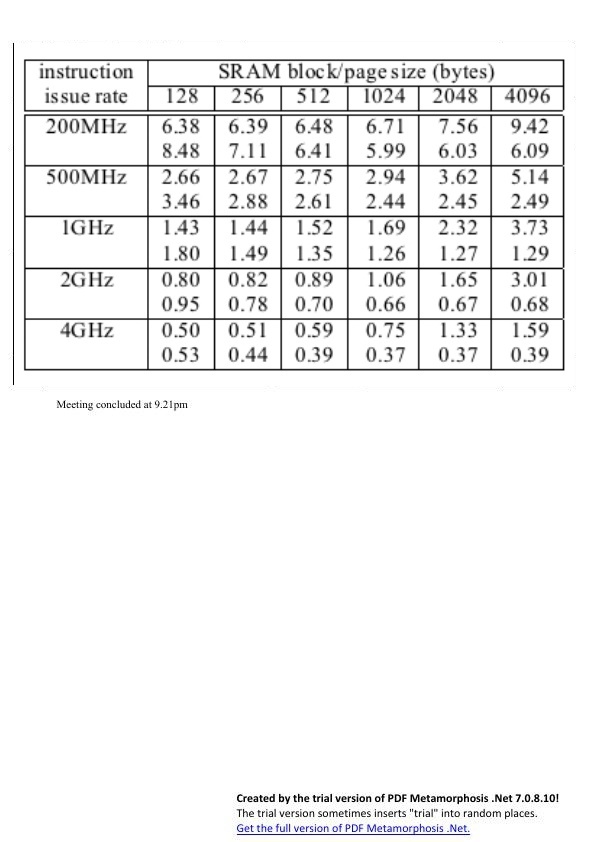 instruction SRAM block/page size (bytes)
issue rate 128 256 512 1024 2048 4096
200MHz 6.38 6.39 6.48 6.71 7.56 9.42
8.48 7.11 6.41 5.99 6.03 6.09
500MHz 2.66 2.67 2.75 2.94 3.62 5.14
3.46 2.88 2.61 2.44 2.45 2.49
1GHz 1.43 1.44 1.52 1.69 2.32 3.73
1.80 1.49 1.35 1.26 1.27 1.29
2GHz 0.80 0.82 0.89 1.06 1.65 3.01
0.95 0.78 0.70 0.66 0.67 0.68
4GHz 0.50 0.51 0.59 0.75 1.33 1.59
0.53 0.44 0.39 0.37 0.37 0.39
Meeting concluded at 9.21pm
Created by the trial version of PDF Metamorphosis .Net 7.0.8.10!
The trial version sometimes inserts "trial" into random places.
Get the full version of PDF Metamorphosis .Net.